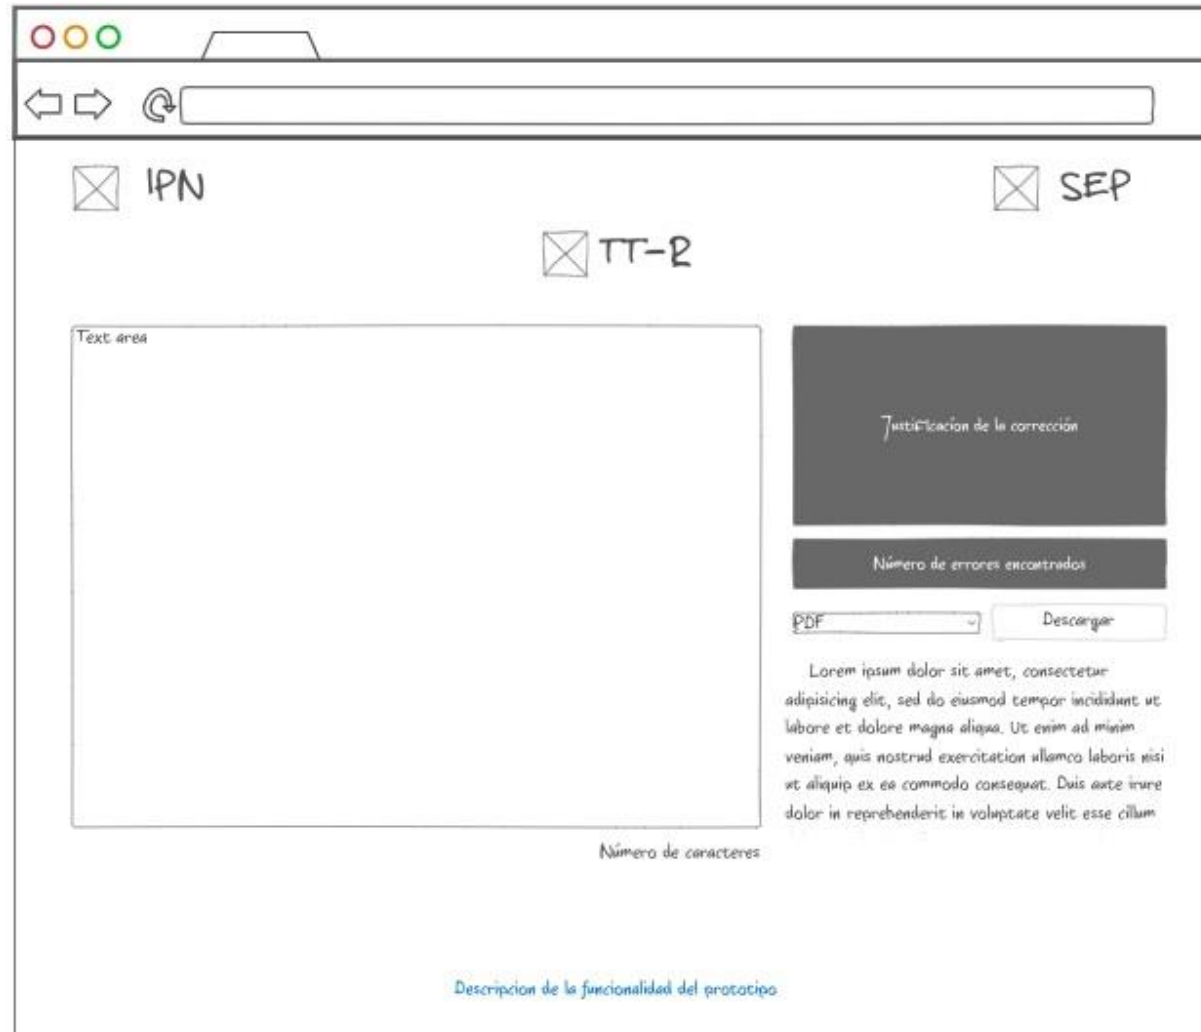 IPN
SEP
TT-R
Text area
Justificacíon de la corrección
Número de errores encontrados
PDF
Descargar
Lorem ipsum dolor sit amet, consectetur
adipisicing elit, sed do eiusmod tempor incididunt ut
labore et dolore magna aliqua. Ut enim ad minim
veniam, quis nostrud exercitation ullamco laboris nisi
ut aliquip ex ea commodo consequat. Duis aute irure
dolor in reprehenderit in voluptate velit esse cillum
Número de caracteres
Descripcion de la funcionalidad del prototipo